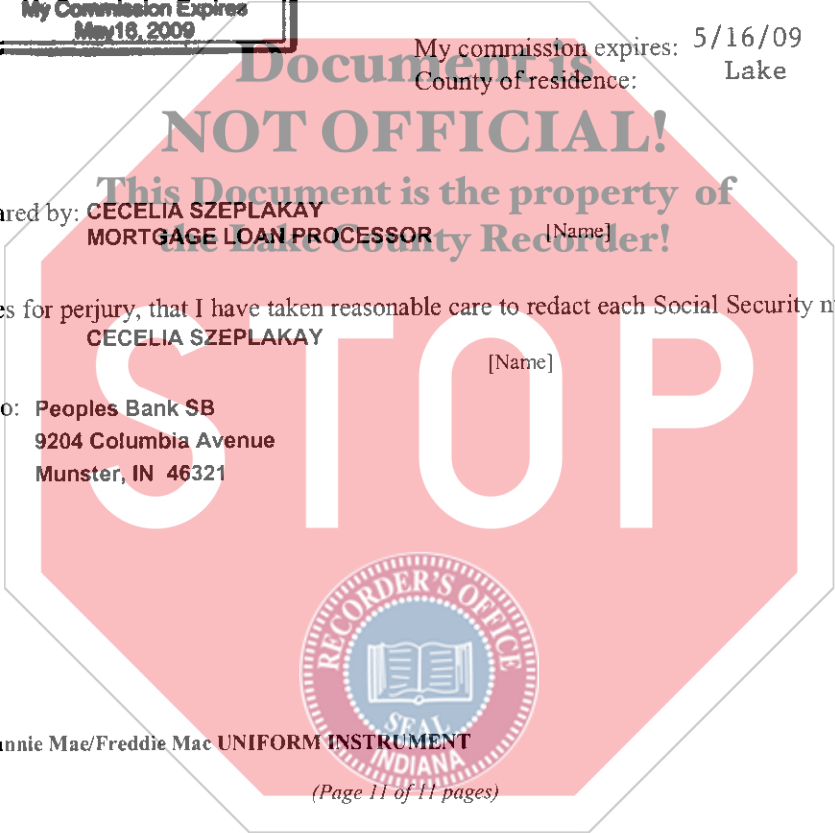 My Commission Expires
May 16, 2009
My commission expires: 5/16/09
County of residence: Lake
Document is
NOT OFFICIAL!
This Document is the property of
the Lake County Recorder!
ared by: CECELIA SZEPLAKAY
MORTGAGE LOAN PROCESSOR [Name]
es for perjury, that I have taken reasonable care to redact each Social Security n
CECELIA SZEPLAKAY
[Name]
o: Peoples Bank SB
9204 Columbia Avenue
Munster, IN 46321
STOP
RECORDER'S OFFICE
SEAL
INDIANA
nnie Mae/Freddie Mac UNIFORM INSTRUMENT
(Page 11 of 11 pages)